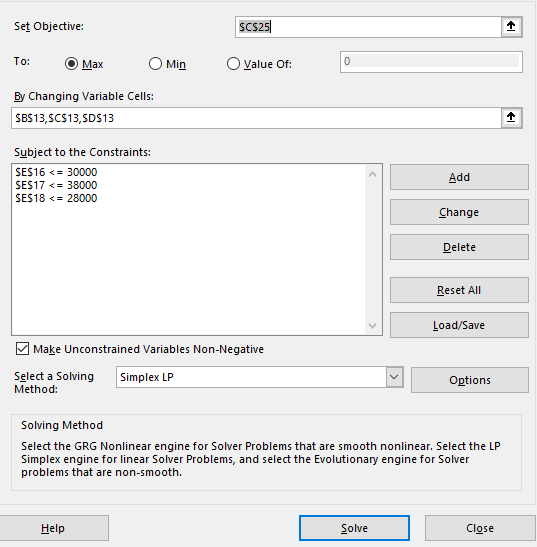 Set Objective:
$C$25
To:
Max
Min
Value Of:
0
By Changing Variable Cells:
$B$13,$C$13,$D$13
Subject to the Constraints:
$E$16 <= 30000
$E$17 <= 38000
$E$18 <= 28000
Add
Change
Delete
Reset All
Load/Save
Make Unconstrained Variables Non-Negative
Select a Solving
Method:
Simplex LP
Options
Solving Method
Select the GRG Nonlinear engine for Solver Problems that are smooth nonlinear. Select the LP
Simplex engine for linear Solver Problems, and select the Evolutionary engine for Solver
problems that are non-smooth.
Help
Solve
Close